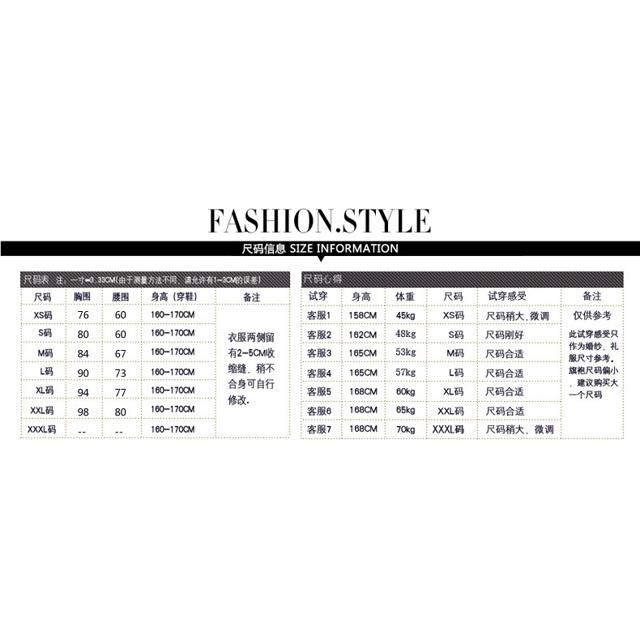 FASHION.STYLE
尺码信息 SIZE INFORMATION
尺码表 注:一寸=0.33CM(由于测量方法不同、请允许有1-3CM的误差)
尺码 胸围 腰围 身高(穿鞋) 备注
XS码 76 60 160-170CM
S码 80 60 160-170CM
M码 84 67 160-170CM
L码 90 73 160-170CM
XL码 94 77 160-170CM
XXL码 98 80 160-170CM
XXXL码 -- -- 160-170CM
衣服两侧留
有2-5CM收
缩缝、稍不
合身可自行
修改.
尺码心得
试穿 身高 体重 尺码 试穿感受 备注
客服1 158CM 45kg XS码 尺码稍大、微调
客服2 162CM 48kg S码 尺码刚好
客服3 165CM 53kg M码 尺码合适
客服4 165CM 57kg L码 尺码合适
客服5 168CM 60kg XL码 尺码合适
客服6 168CM 65kg XXL码 尺码合适
客服7 168CM 70kg XXXL码 尺码稍大、微调
仅供参考
此试穿感受只
作为婚纱、礼
服尺寸参考。
旗袍尺码偏小
、建议购买大
一个尺码